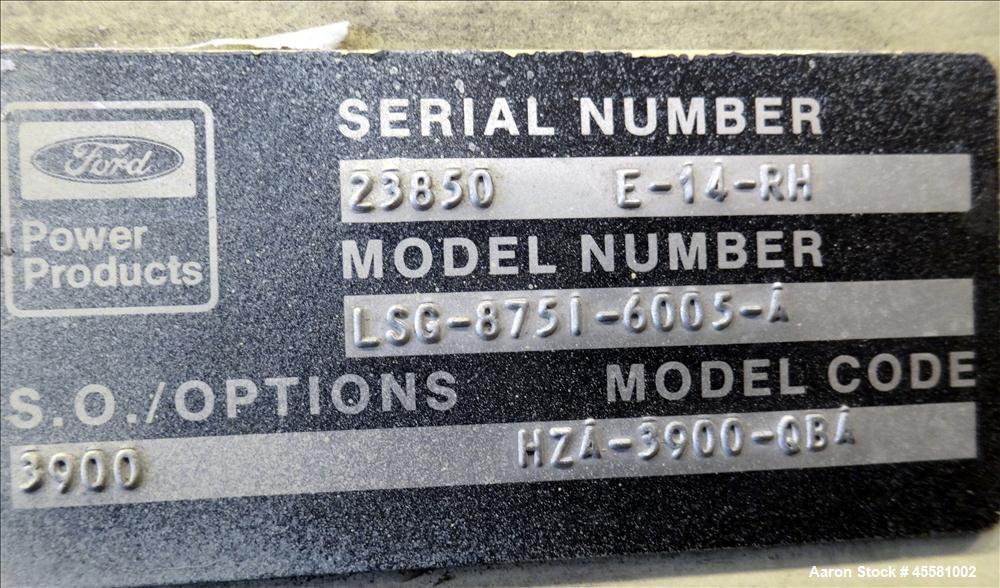 SERIAL NUMBER
Ford
23850 E-14-RH
Power
Products
MODEL NUMBER
LSG-875I-6005-A
S.O./OPTIONS MODEL CODE
3900 HZA-3900-QBA
Aaron Stock # 45581002